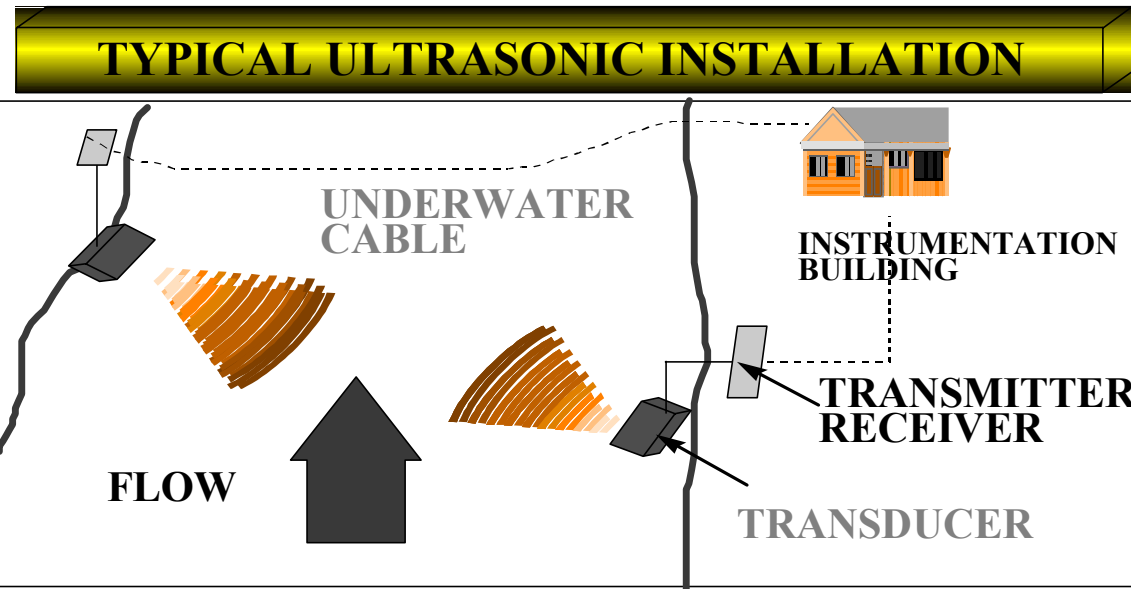 TYPICAL ULTRASONIC INSTALLATION
UNDERWATER
CABLE
INSTRUMENTATION
BUILDING
TRANSMITTER
RECEIVER
FLOW
TRANSDUCER